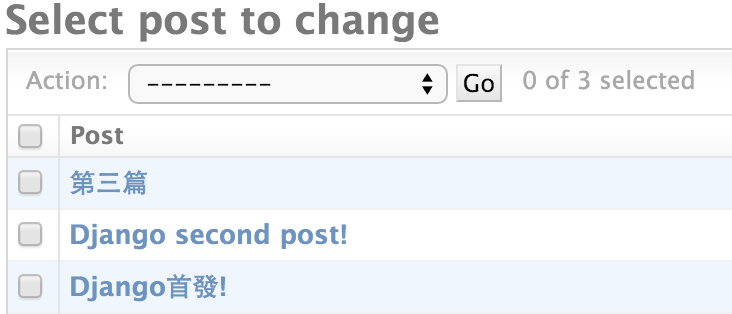 Select post to change
Action: --------- Go 0 of 3 selected
Post
第三篇
Django second post!
Django首發!